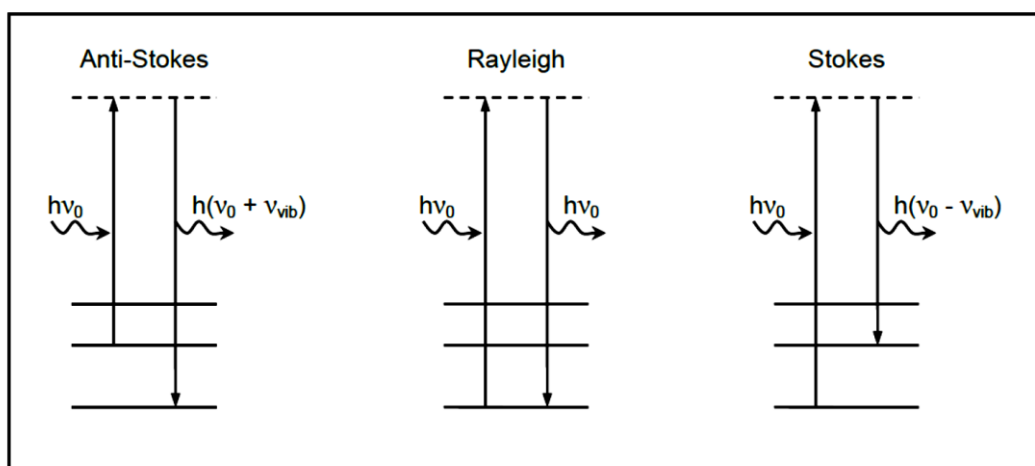 Anti-Stokes Rayleigh Stokes
hν₀ h(ν₀ + νvib) hν₀ hν₀ hν₀ h(ν₀ - νvib)